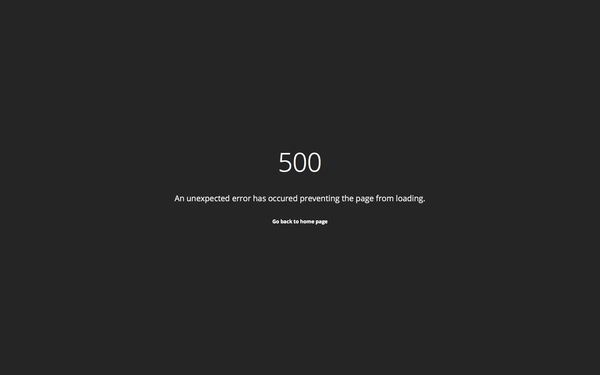 500
An unexpected error has occured preventing the page from loading.
Go back to home page